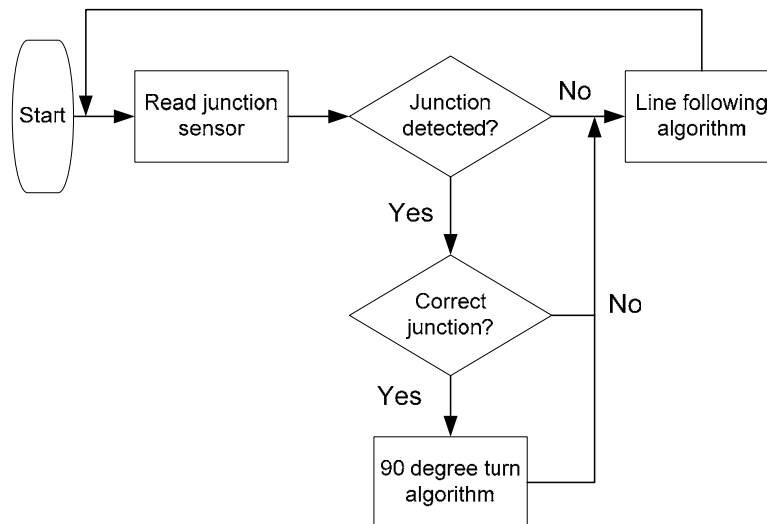 Start
Read junction
sensor
Junction
detected?
No
Line following
algorithm
Yes
Correct
junction?
No
Yes
90 degree turn
algorithm